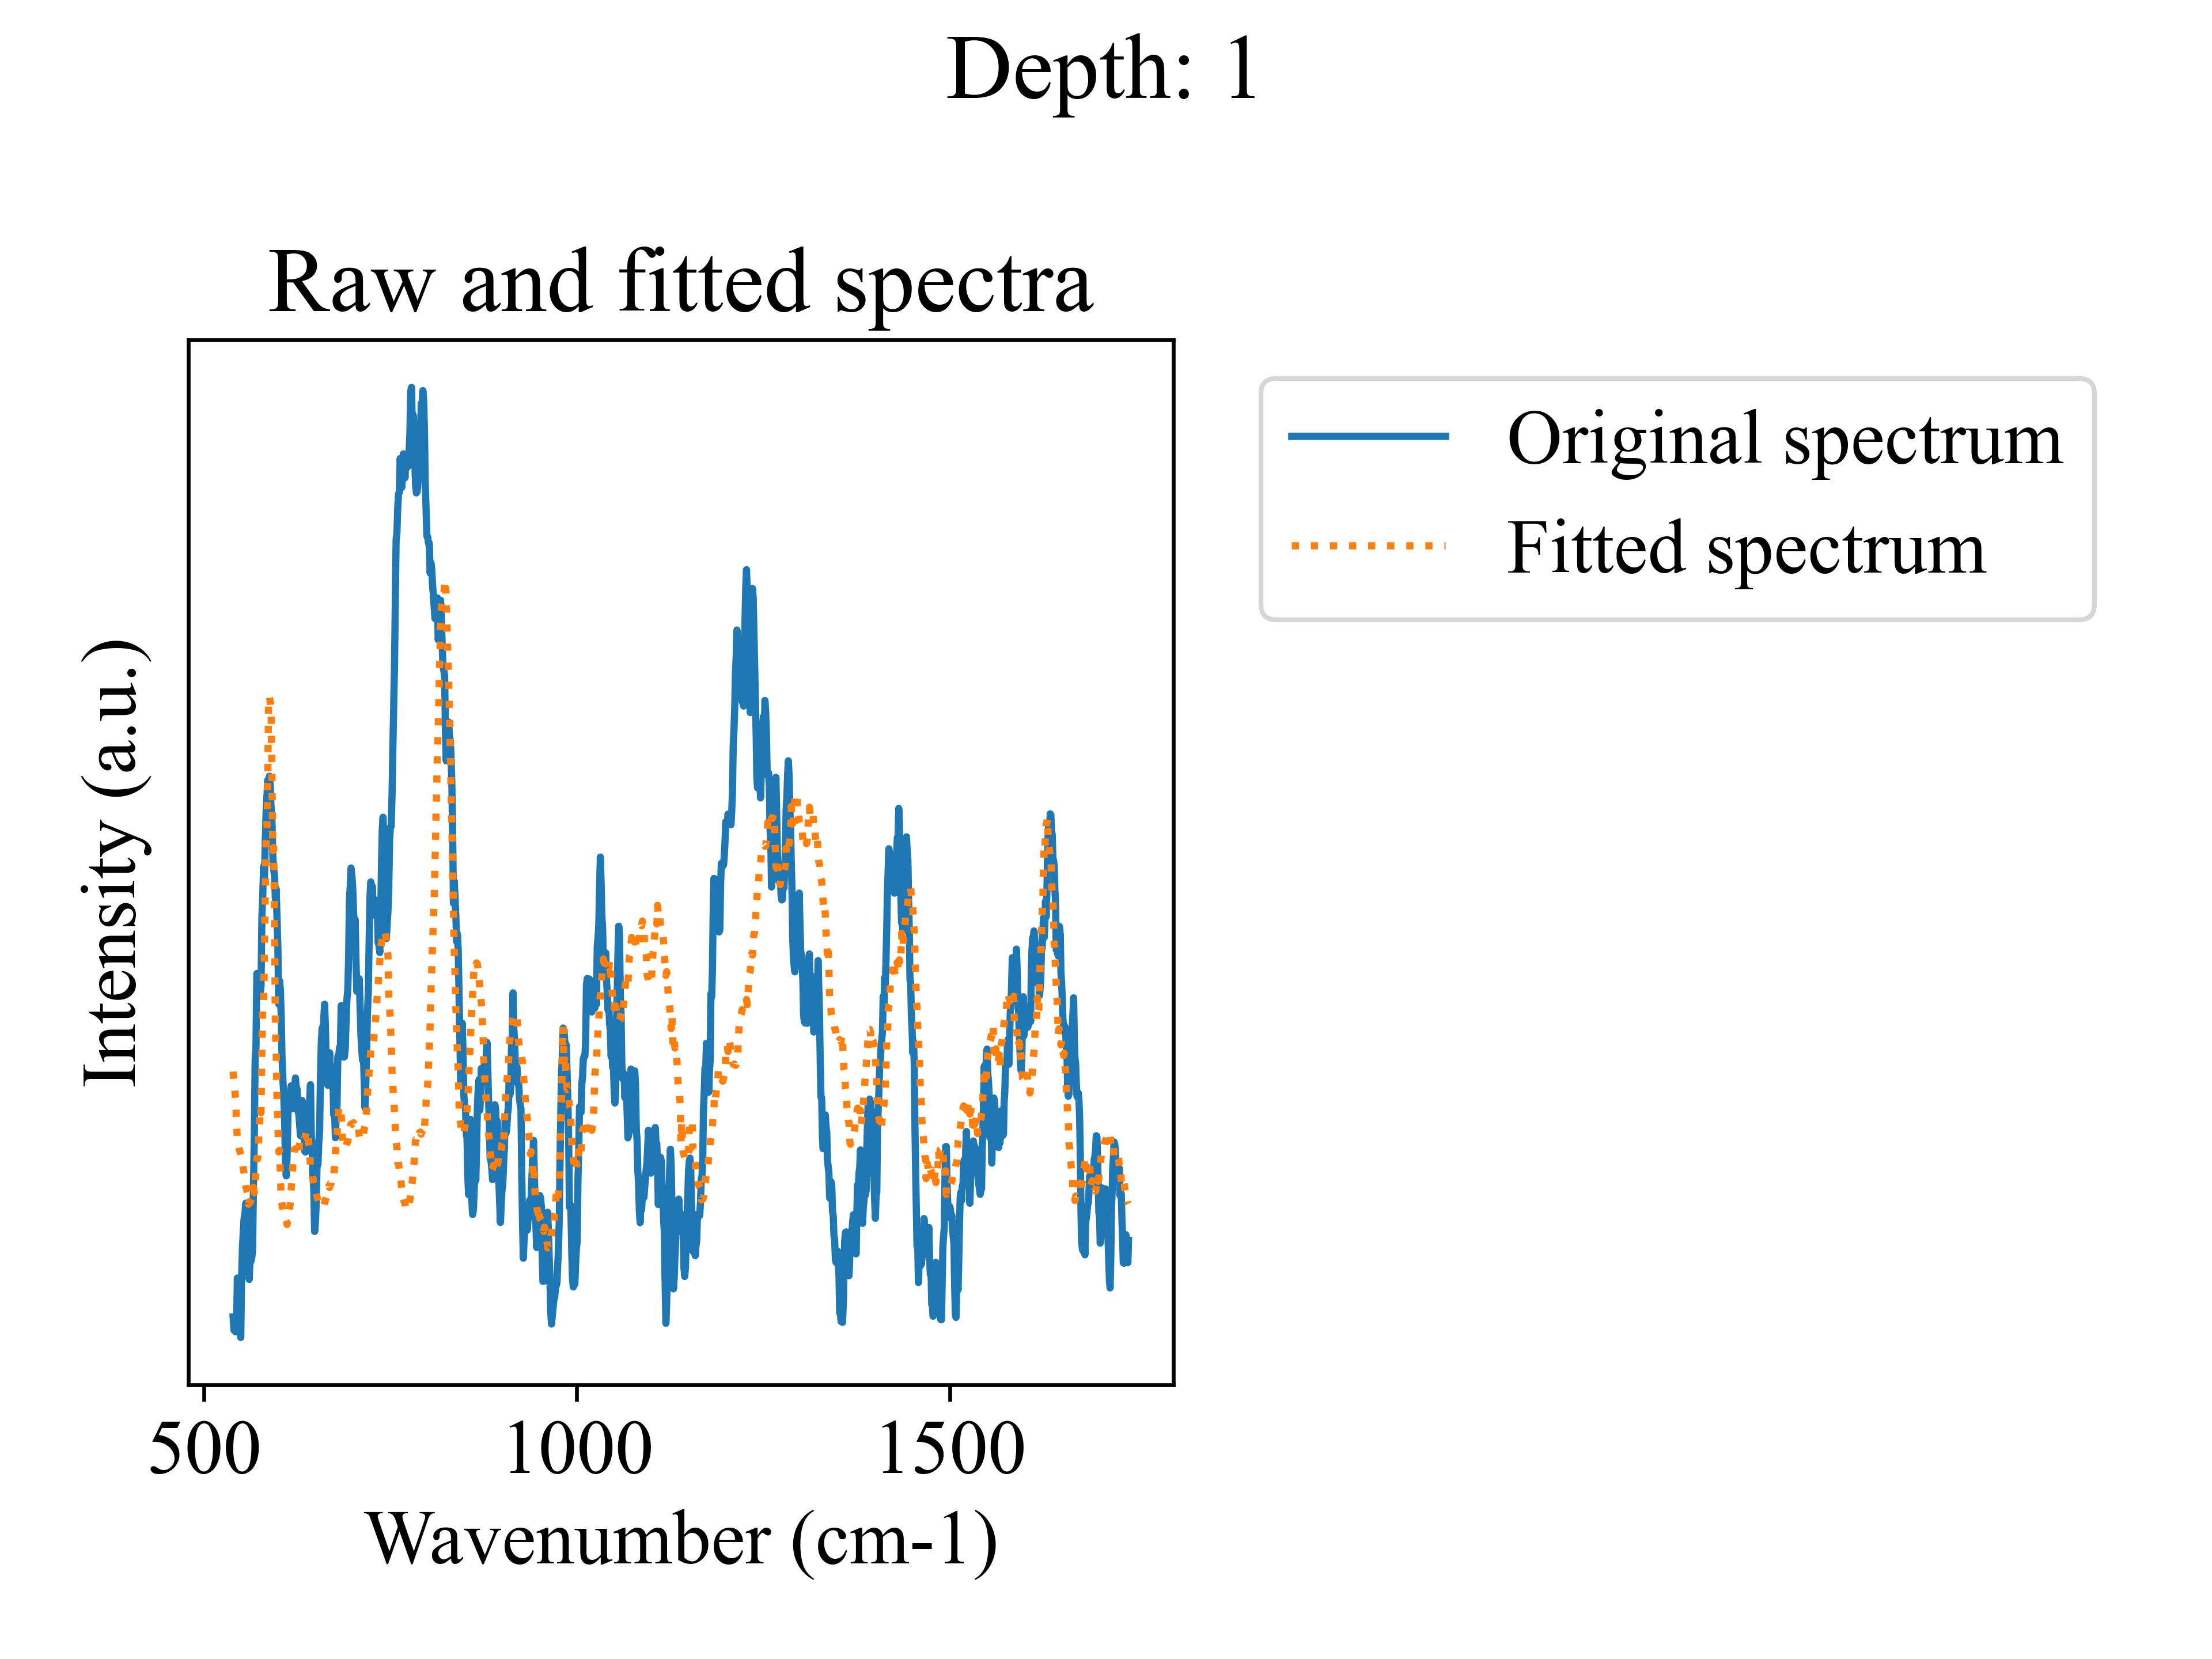 Depth: 1
Raw and fitted spectra
Original spectrum
Fitted spectrum
Intensity (a.u.)
500 1000 1500
Wavenumber (cm-1)